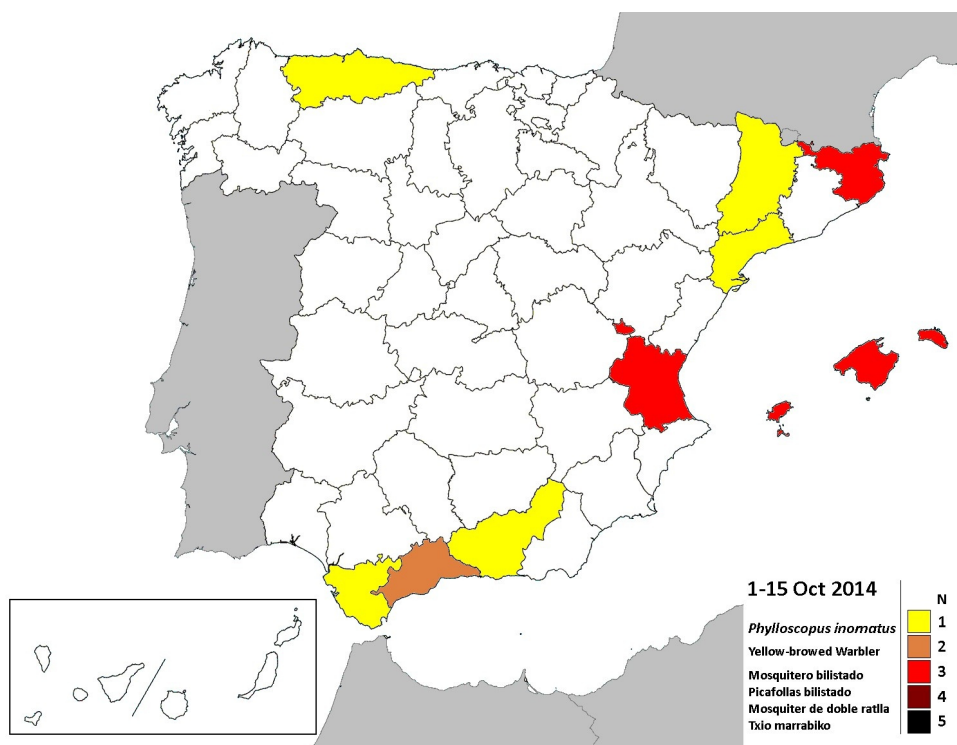 1-15 Oct 2014
N
Phylloscopus inornatus
1
Yellow-browed Warbler
2
Mosquitero bilistado
3
Picafollas bilistado
4
Mosquiter de doble ratlla
Txio marrabiko
5